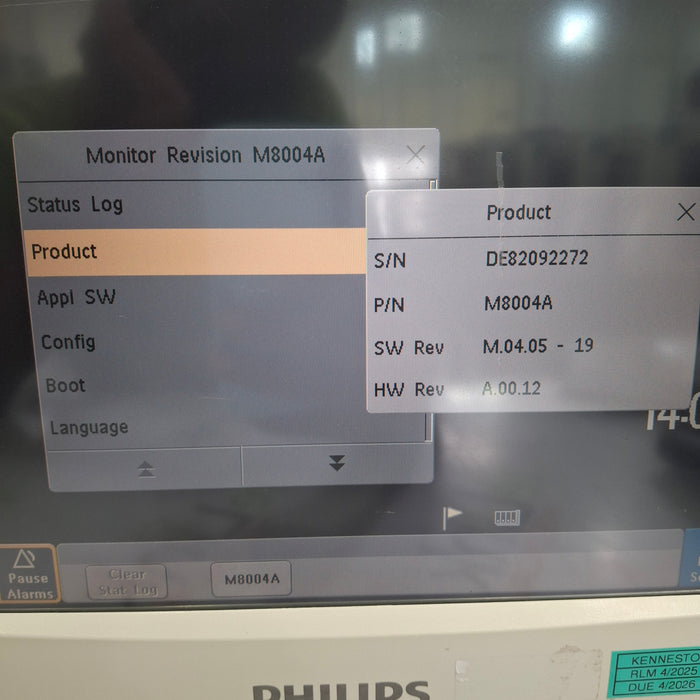 Monitor Revision M8004A
Status Log
Product
Appl SW
Config
Boot
Language
Product
S/N DE82092272
P/N M8004A
SW Rev M.04.05 - 19
HW Rev A.00.12
Pause
Alarms
Clear
Stat Log
M8004A
PHILIPS
KENNESTO
RLM 4/2025
DUE 4/2026